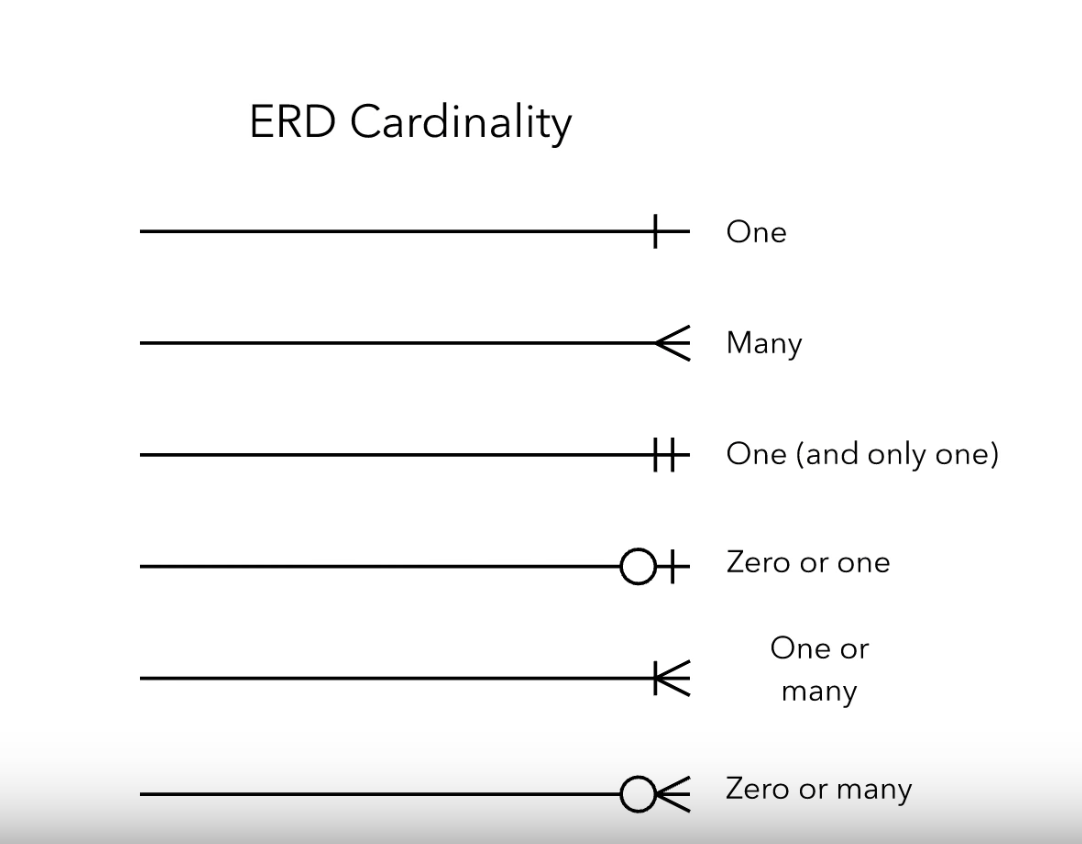 ERD Cardinality
One
Many
One (and only one)
Zero or one
One or
many
Zero or many